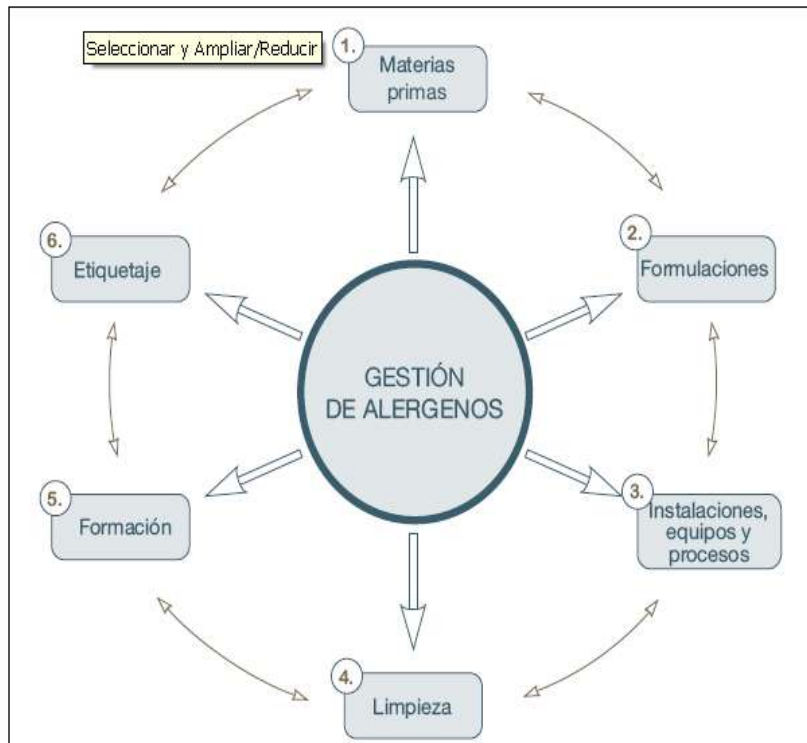 Seleccionar y Ampliar/Reducir
1.
Materias
primas
2.
Formulaciones
3.
Instalaciones,
equipos y
procesos
4.
Limpieza
5.
Formación
6.
Etiquetaje
GESTIÓN
DE ALERGENOS